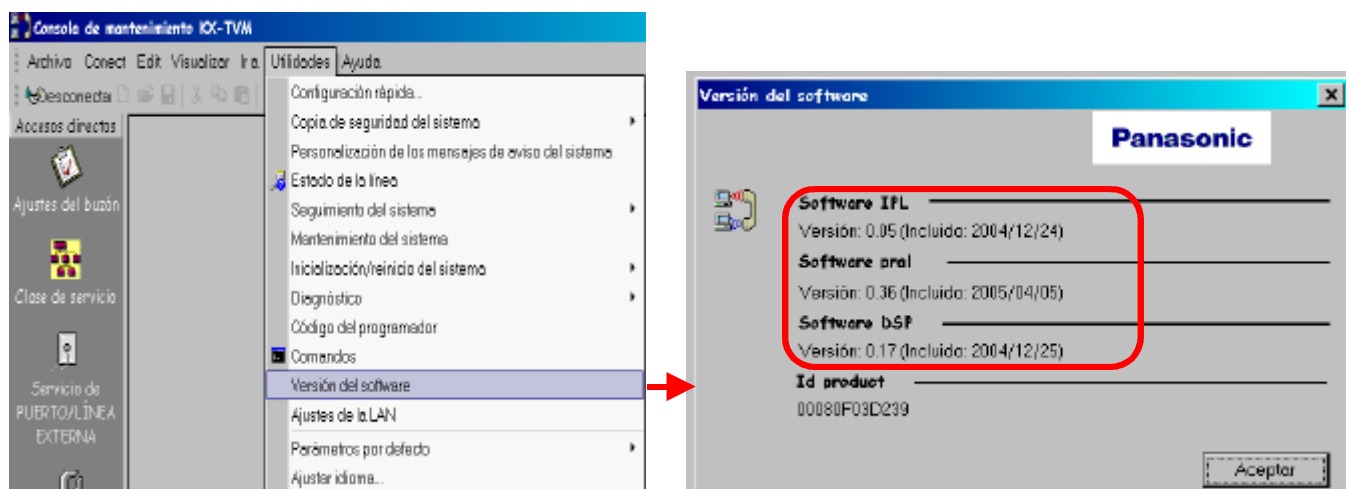 Consola de mantenimiento KX-TVM
Archivo Conect Edit Visualizar Ir a. Utilidades Ayuda.
Desconectar
Accesos directos
Ajustes del buzón
Clase de servicio
Servicio de
PUERTO/LÍNEA
EXTERNA
Configuración rápida...
Copia de seguridad del sistema
Personalización de los mensajes de aviso del sistema
Estado de la línea
Seguimiento del sistema
Mantenimiento del sistema
Inicialización/reinicio del sistema
Diagnóstico
Código del programador
Comandos
Versión del software
Ajustes de la LAN
Parámetros por defecto
Ajustar idioma...
Versión del software
Panasonic
Software IPL
Versión: 0.05 (Incluido: 2004/12/24)
Software pral
Versión: 0.36 (Incluido: 2005/04/05)
Software DSP
Versión: 0.17 (Incluido: 2004/12/25)
Id product
00080F03D239
Aceptar